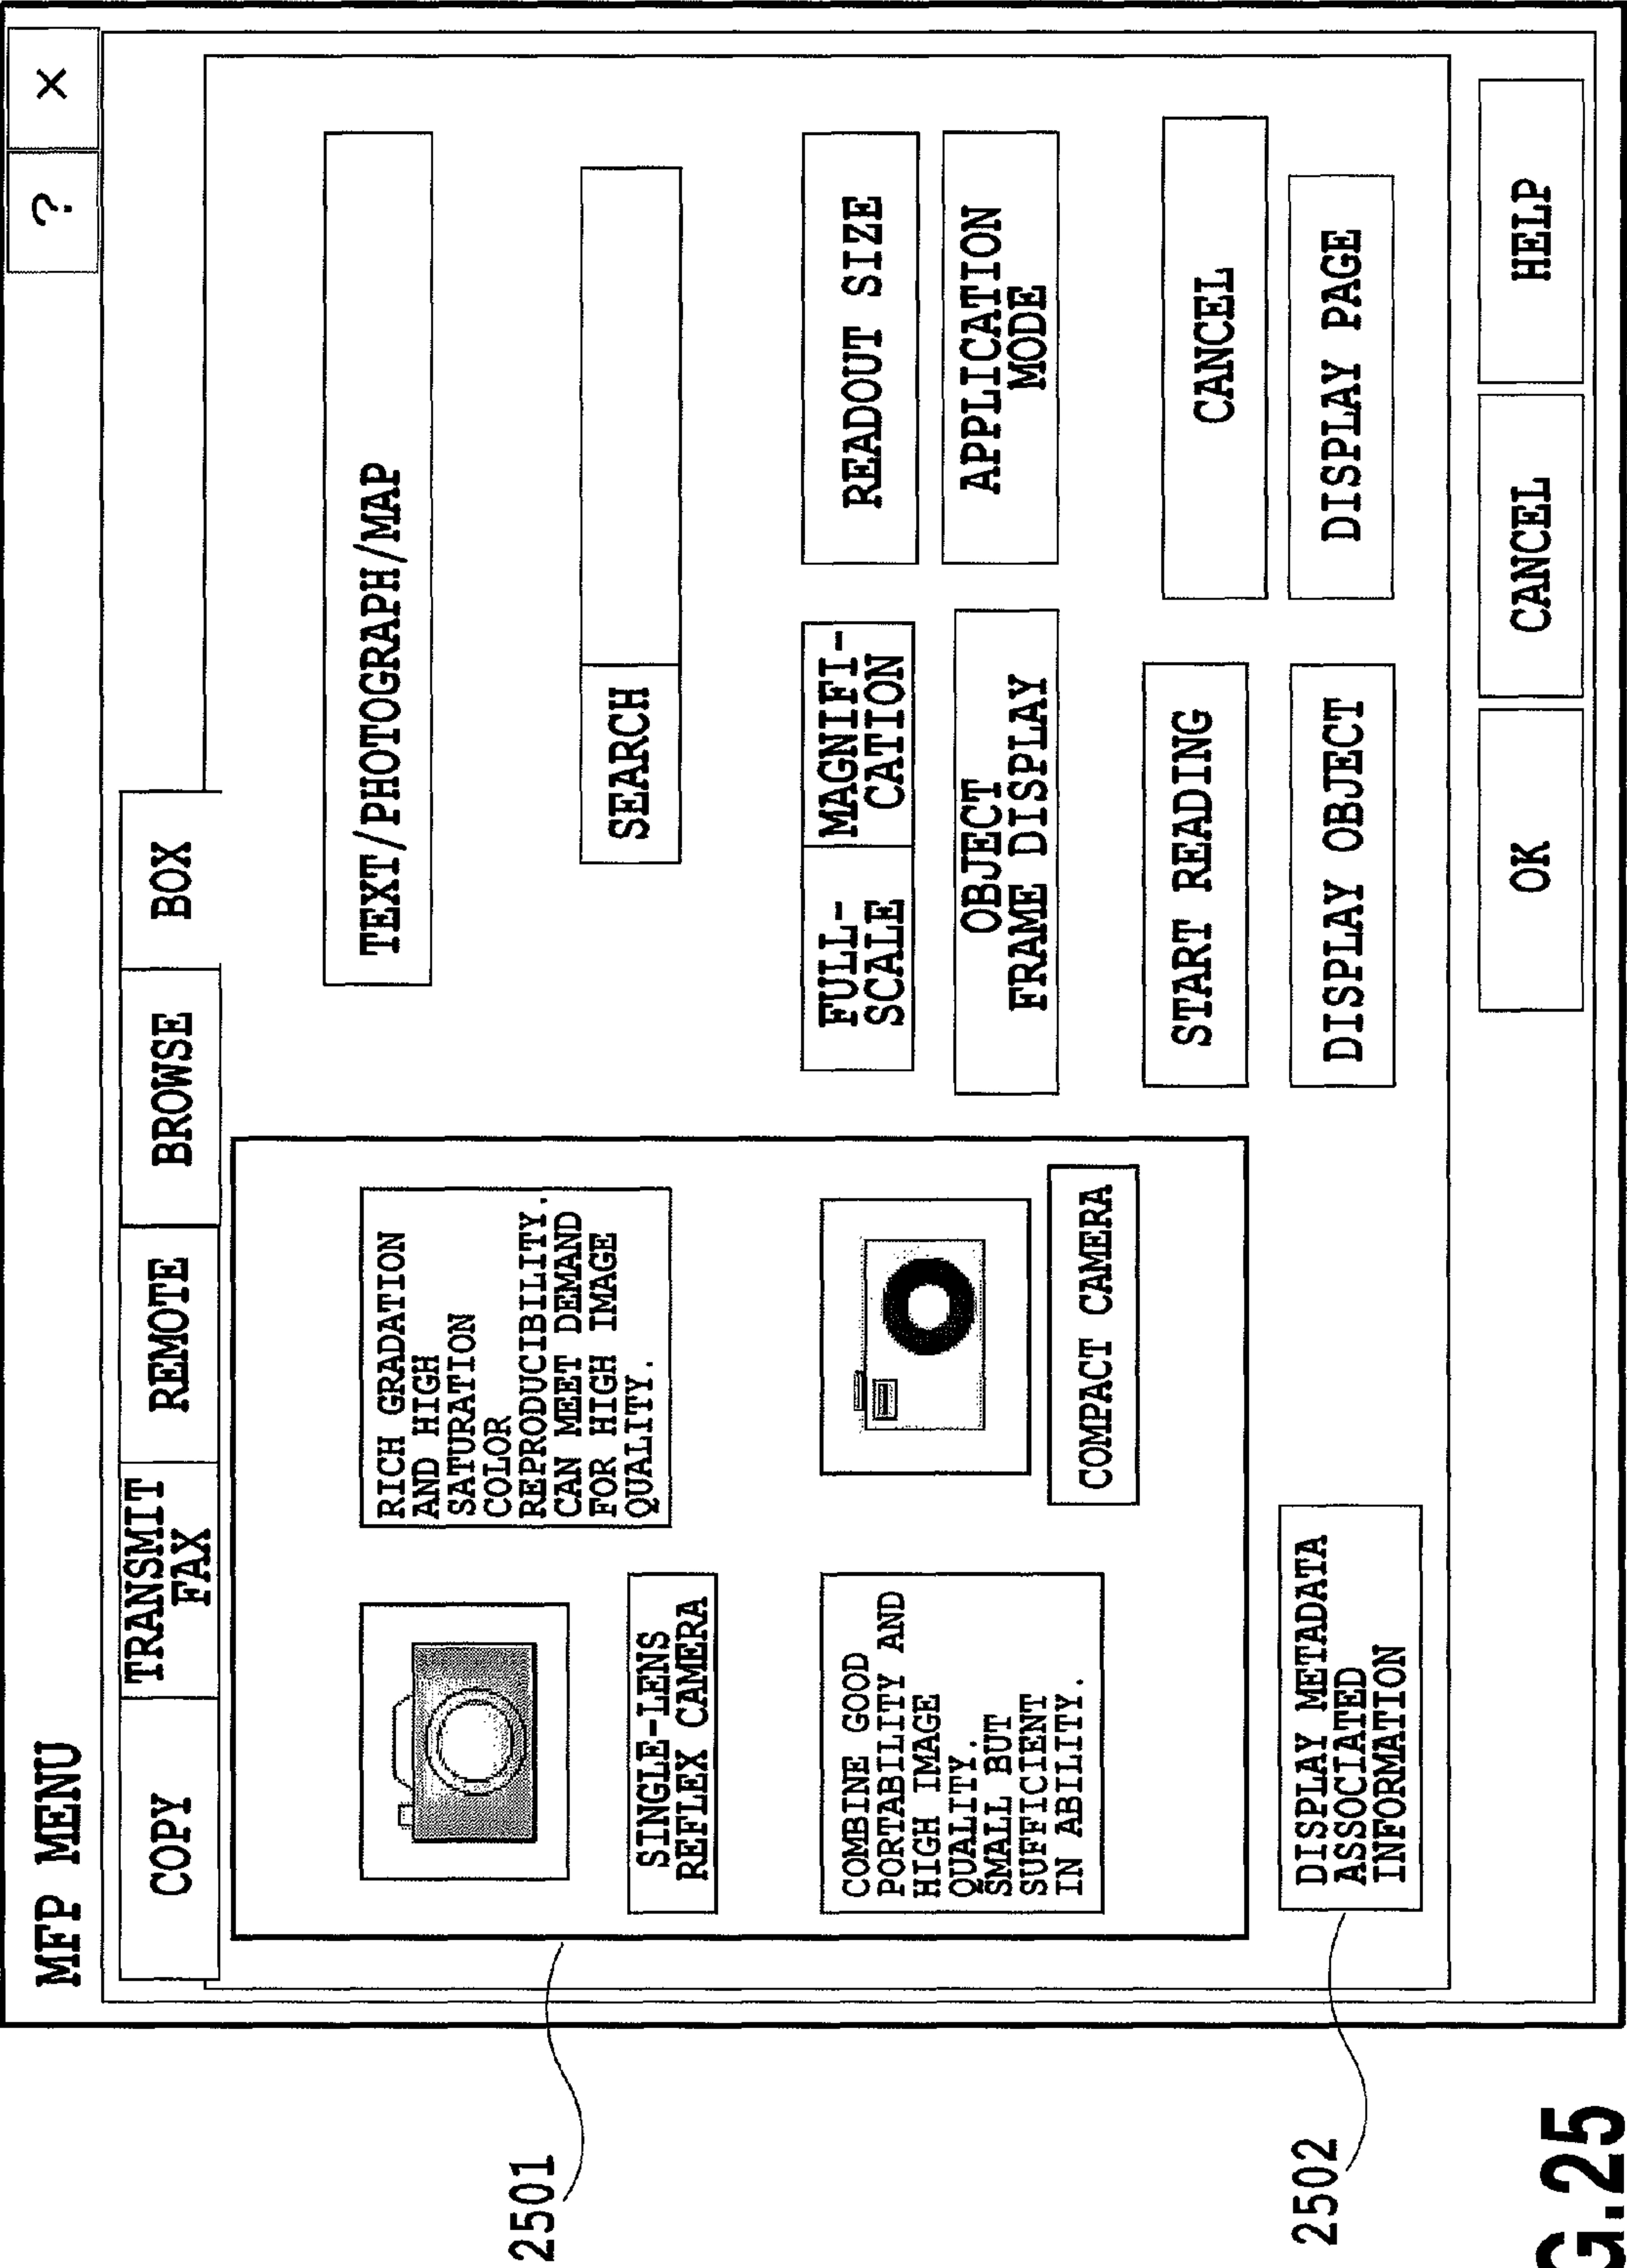 MFP MENU
?
×
COPY
TRANSMIT
FAX
REMOTE
BROWSE
BOX
RICH GRADATION
AND HIGH
SATURATION
COLOR
REPRODUCIBILITY.
CAN MEET DEMAND
FOR HIGH IMAGE
QUALITY.
SINGLE-LENS
REFLEX CAMERA
COMBINE GOOD
PORTABILITY AND
HIGH IMAGE
QUALITY.
SMALL BUT
SUFFICIENT
IN ABILITY.
COMPACT CAMERA
DISPLAY METADATA
ASSOCIATED
INFORMATION
TEXT/PHOTOGRAPH/MAP
SEARCH
FULL-
SCALE
MAGNIFI-
CATION
READOUT SIZE
OBJECT
FRAME DISPLAY
APPLICATION
MODE
START READING
CANCEL
DISPLAY OBJECT
DISPLAY PAGE
OK
CANCEL
HELP
2501
2502
G.25